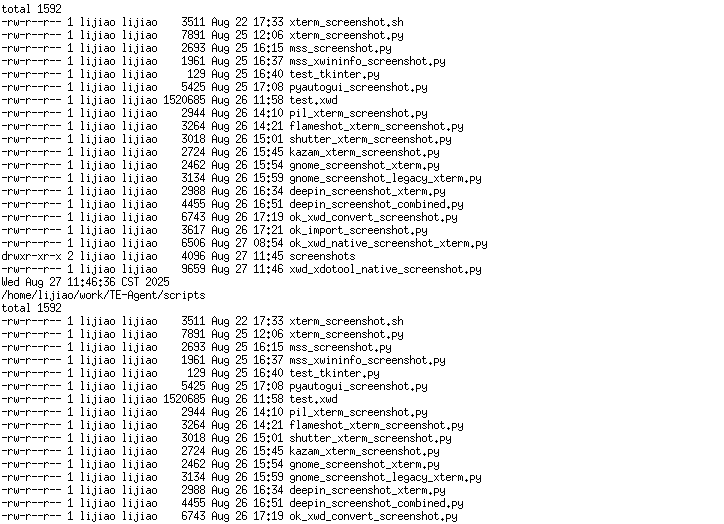 total 1592
-rw-r--r-- 1 lijiao lijiao    3511 Aug 22 17:33 xterm_screenshot.sh
-rw-r--r-- 1 lijiao lijiao    7891 Aug 25 12:06 xterm_screenshot.py
-rw-r--r-- 1 lijiao lijiao    2693 Aug 25 16:15 mss_screenshot.py
-rw-r--r-- 1 lijiao lijiao    1961 Aug 25 16:37 mss_xwininfo_screenshot.py
-rw-r--r-- 1 lijiao lijiao     129 Aug 25 16:40 test_tkinter.py
-rw-r--r-- 1 lijiao lijiao    5425 Aug 25 17:08 pyautogui_screenshot.py
-rw-r--r-- 1 lijiao lijiao 1520685 Aug 26 11:58 test.xwd
-rw-r--r-- 1 lijiao lijiao    2944 Aug 26 14:10 pil_xterm_screenshot.py
-rw-r--r-- 1 lijiao lijiao    3264 Aug 26 14:21 flameshot_xterm_screenshot.py
-rw-r--r-- 1 lijiao lijiao    3018 Aug 26 15:01 shutter_xterm_screenshot.py
-rw-r--r-- 1 lijiao lijiao    2724 Aug 26 15:45 kazam_xterm_screenshot.py
-rw-r--r-- 1 lijiao lijiao    2462 Aug 26 15:54 gnome_screenshot_xterm.py
-rw-r--r-- 1 lijiao lijiao    3134 Aug 26 15:59 gnome_screenshot_legacy_xterm.py
-rw-r--r-- 1 lijiao lijiao    2988 Aug 26 16:34 deepin_screenshot_xterm.py
-rw-r--r-- 1 lijiao lijiao    4455 Aug 26 16:51 deepin_screenshot_combined.py
-rw-r--r-- 1 lijiao lijiao    6743 Aug 26 17:19 ok_xwd_convert_screenshot.py
-rw-r--r-- 1 lijiao lijiao    3617 Aug 26 17:21 ok_import_screenshot.py
-rw-r--r-- 1 lijiao lijiao    6506 Aug 27 08:54 ok_xwd_native_screenshot_xterm.py
drwxr-xr-x 2 lijiao lijiao    4096 Aug 27 11:45 screenshots
-rw-r--r-- 1 lijiao lijiao    9659 Aug 27 11:46 xwd_xdotool_native_screenshot.py
Wed Aug 27 11:46:36 CST 2025
/home/lijiao/work/TE-Agent/scripts
total 1592
-rw-r--r-- 1 lijiao lijiao    3511 Aug 22 17:33 xterm_screenshot.sh
-rw-r--r-- 1 lijiao lijiao    7891 Aug 25 12:06 xterm_screenshot.py
-rw-r--r-- 1 lijiao lijiao    2693 Aug 25 16:15 mss_screenshot.py
-rw-r--r-- 1 lijiao lijiao    1961 Aug 25 16:37 mss_xwininfo_screenshot.py
-rw-r--r-- 1 lijiao lijiao     129 Aug 25 16:40 test_tkinter.py
-rw-r--r-- 1 lijiao lijiao    5425 Aug 25 17:08 pyautogui_screenshot.py
-rw-r--r-- 1 lijiao lijiao 1520685 Aug 26 11:58 test.xwd
-rw-r--r-- 1 lijiao lijiao    2944 Aug 26 14:10 pil_xterm_screenshot.py
-rw-r--r-- 1 lijiao lijiao    3264 Aug 26 14:21 flameshot_xterm_screenshot.py
-rw-r--r-- 1 lijiao lijiao    3018 Aug 26 15:01 shutter_xterm_screenshot.py
-rw-r--r-- 1 lijiao lijiao    2724 Aug 26 15:45 kazam_xterm_screenshot.py
-rw-r--r-- 1 lijiao lijiao    2462 Aug 26 15:54 gnome_screenshot_xterm.py
-rw-r--r-- 1 lijiao lijiao    3134 Aug 26 15:59 gnome_screenshot_legacy_xterm.py
-rw-r--r-- 1 lijiao lijiao    2988 Aug 26 16:34 deepin_screenshot_xterm.py
-rw-r--r-- 1 lijiao lijiao    4455 Aug 26 16:51 deepin_screenshot_combined.py
-rw-r--r-- 1 lijiao lijiao    6743 Aug 26 17:19 ok_xwd_convert_screenshot.py